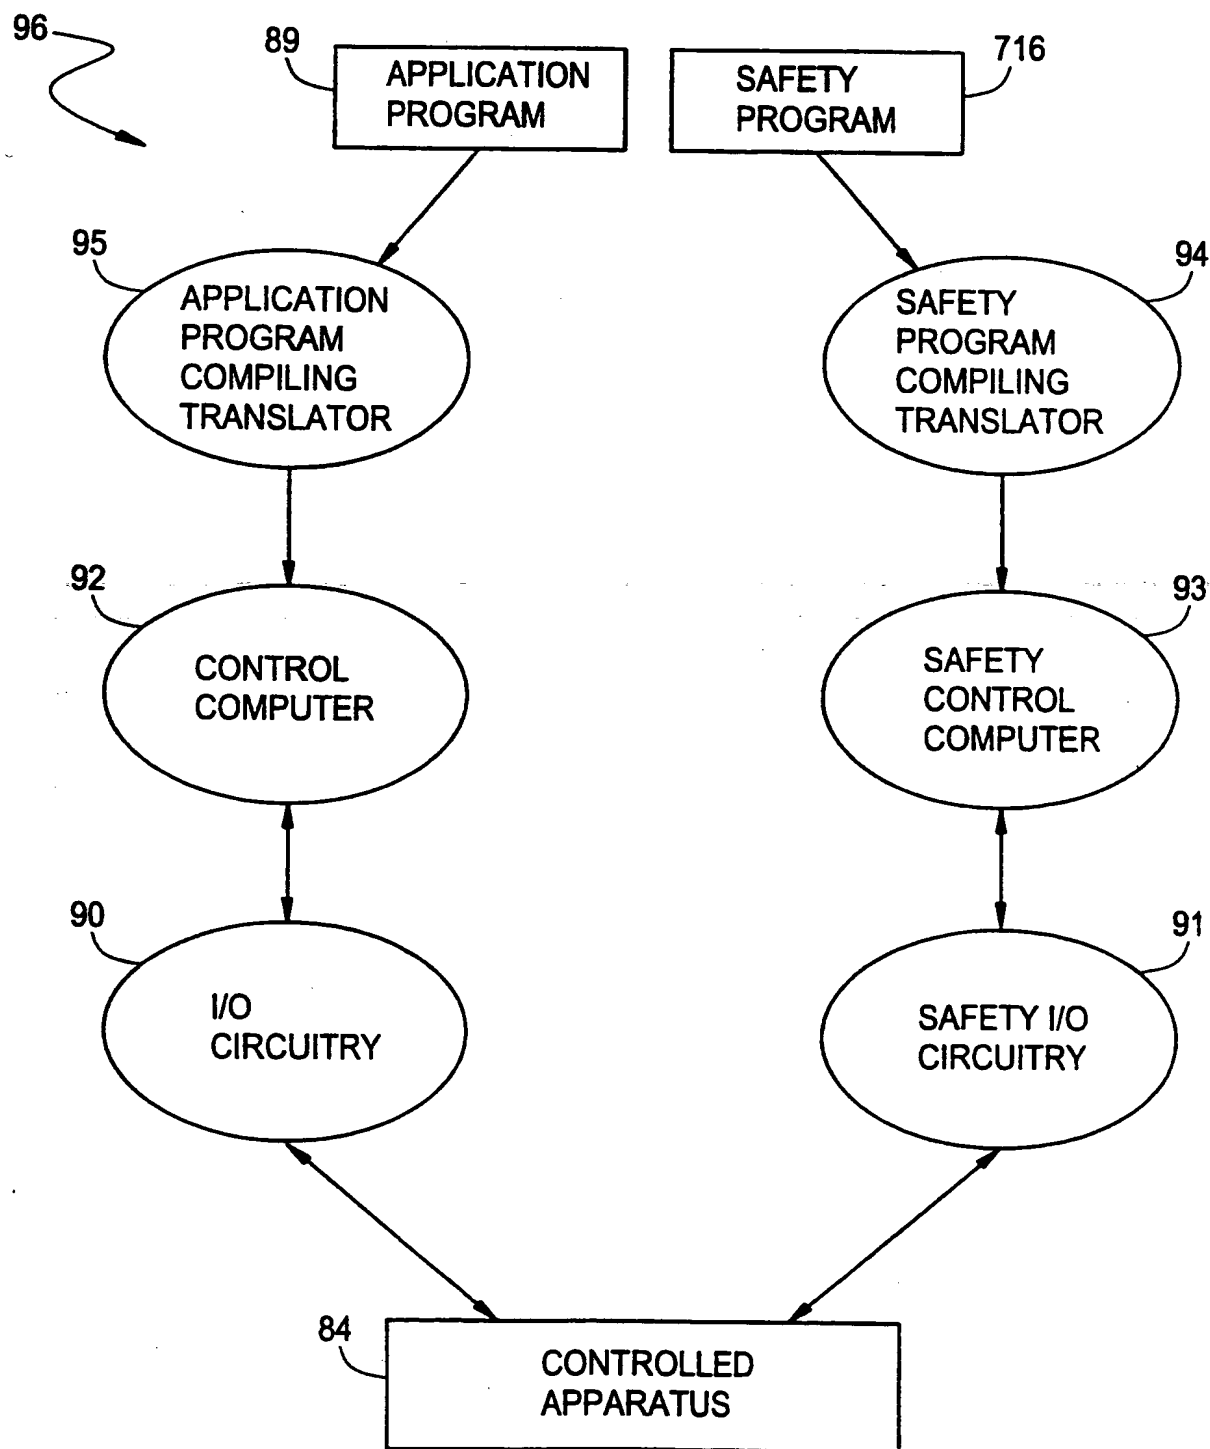 96
89
APPLICATION
PROGRAM
SAFETY
PROGRAM
716
95
APPLICATION
PROGRAM
COMPILING
TRANSLATOR
94
SAFETY
PROGRAM
COMPILING
TRANSLATOR
92
CONTROL
COMPUTER
93
SAFETY
CONTROL
COMPUTER
90
I/O
CIRCUITRY
91
SAFETY I/O
CIRCUITRY
84
CONTROLLED
APPARATUS